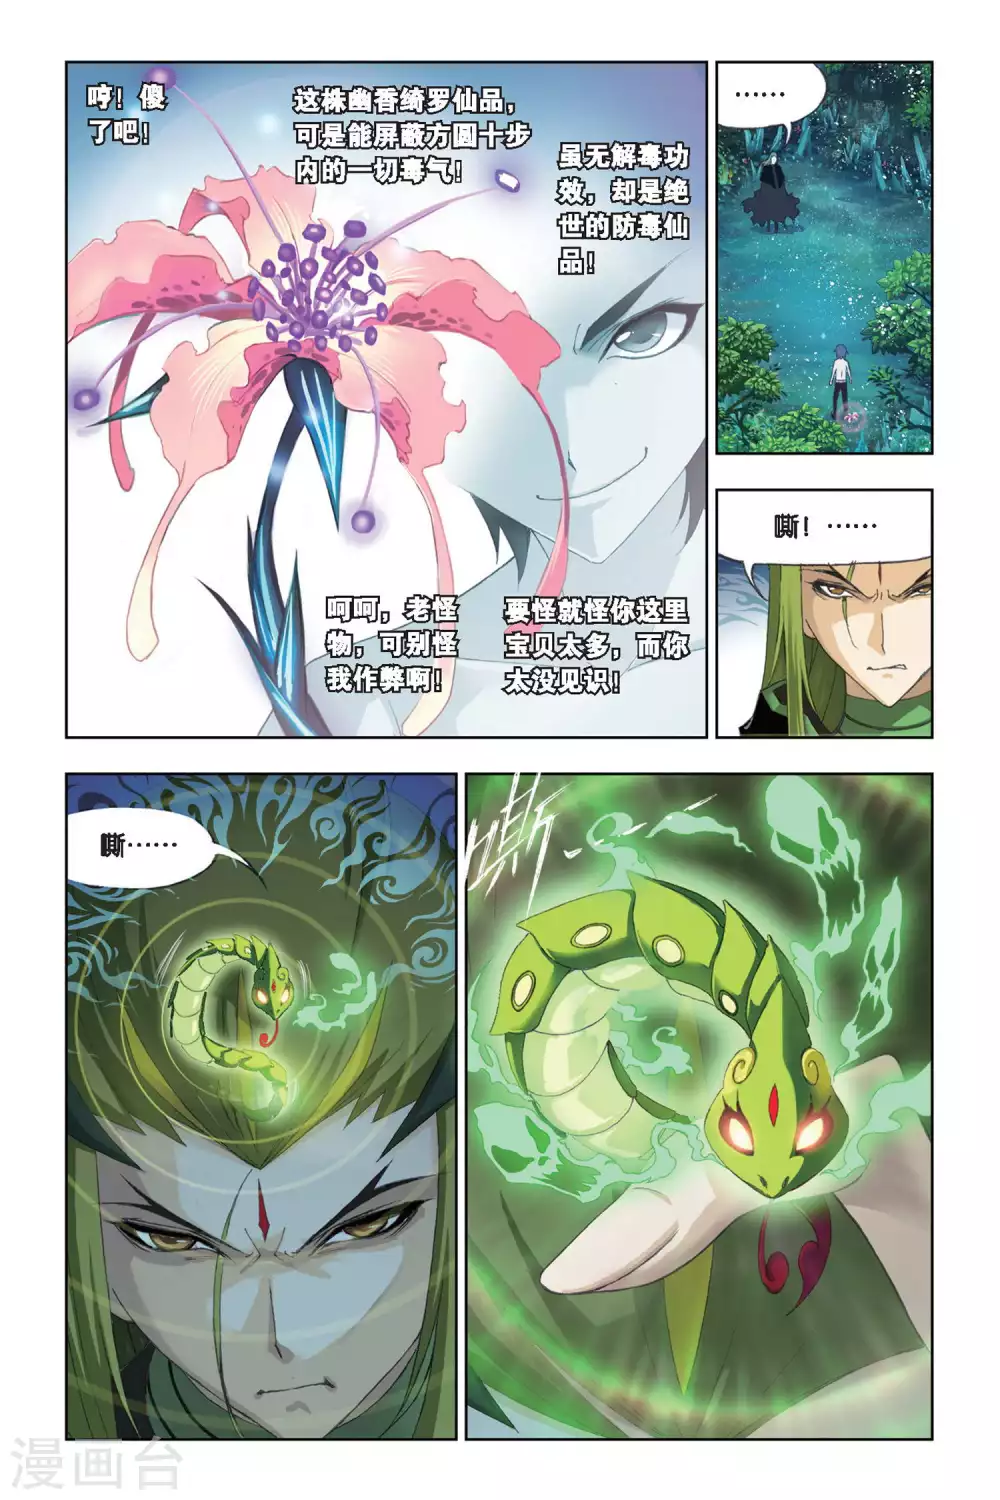 哼！傻
了吧！
这株幽香绮罗仙品，
可是能屏蔽方圆十步
内的一切毒气！
虽无解毒功
效，却是绝
世的防毒仙
品！
呵呵，老怪
物，可别怪
我作弊啊！
要怪就怪你这里
宝贝太多，而你
太没见识！
……
嘶！……
嘶……
嘶…
漫画台